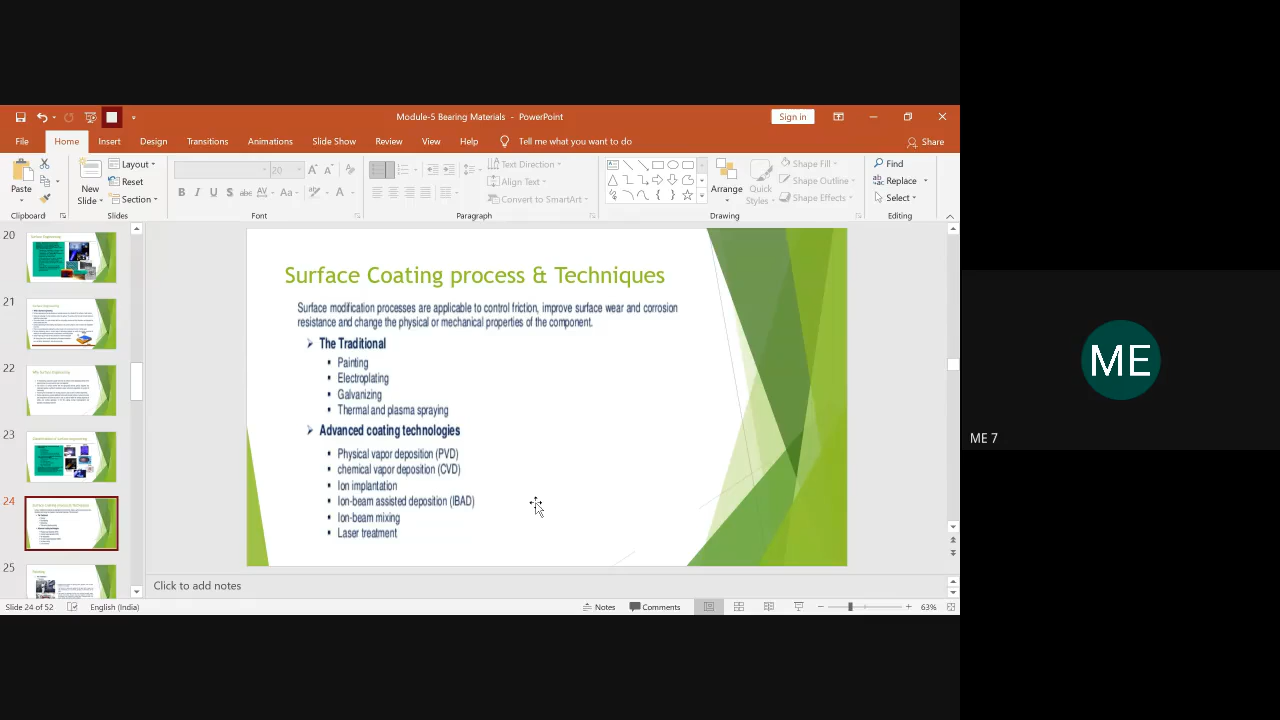 Module-5 Bearing Materials - PowerPoint
Sign in
File Home Insert Design Transitions Animations Slide Show Review View Help Tell me what you want to do Share
Paste
New
Slide
Layout
Reset
Section
20
Text Direction
Align Text
Convert to SmartArt
Arrange
Quick
Styles
Shape Fill
Shape Outline
Shape Effects
Find
Replace
Select
Clipboard Slides Font Paragraph Drawing Editing
20
21
22
23
24
25
Surface Coating process & Techniques
Surface modification processes are applicable to control friction, improve surface wear and corrosion
resistance and change the physical or mechanical properties of the component.
The Traditional
Painting
Electroplating
Galvanizing
Thermal and plasma spraying
Advanced coating technologies
Physical vapor deposition (PVD)
chemical vapor deposition (CVD)
Ion implantation
Ion-beam assisted deposition (IBAD)
Ion-beam mixing
Laser treatment
Click to add notes
Slide 24 of 52 English (India) Notes Comments 63%
ME
ME 7